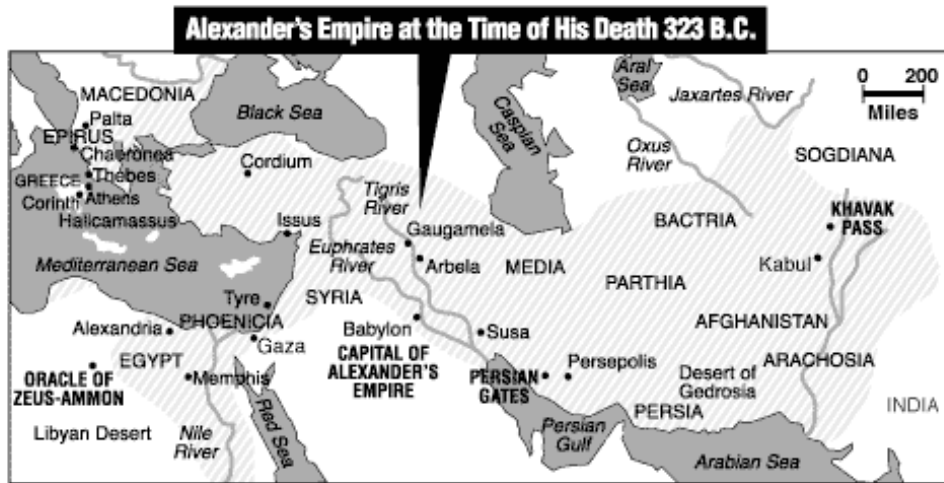 Alexander's Empire at the Time of His Death 323 B.C.
MACEDONIA
Palta
EPIRUS
Chaeronea
GREECE
Thebes
Athens
Corinth
Halicamassus
Mediterranean Sea
Black Sea
Cordium
Issus
Tigris
River
Euphrates
River
Gaugamela
Arbela
Caspian
Sea
Aral
Sea
Jaxartes River
0 200
Miles
Oxus
River
SOGDIANA
BACTRIA
KHAVAK
PASS
Kabul
MEDIA
PARTHIA
AFGHANISTAN
ARACHOSIA
INDIA
Tyre
SYRIA
PHOENICIA
Alexandria
Gaza
EGYPT
Memphis
ORACLE OF
ZEUS-AMMON
Libyan Desert
Nile
River
Red Sea
Babylon
CAPITAL OF
ALEXANDER'S
EMPIRE
Susa
PERSIAN
GATES
Persepolis
Desert of
Gedrosia
PERSIA
Persian
Gulf
Arabian Sea